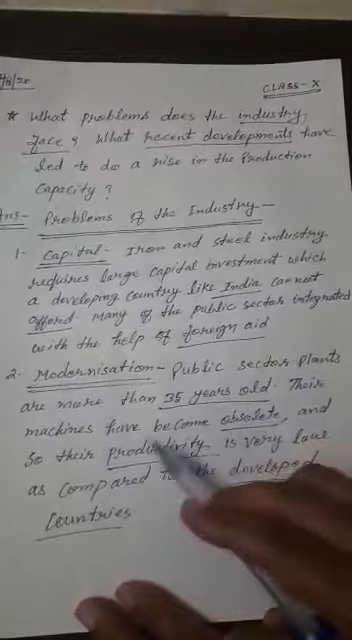 CLASS - X
* What problems does the industry
face? What recent developments have
led to do a rise in the Production
Capacity?
Ans- Problems of the Industry -
1- Capital - Iron and steel industry
requires large capital investment which
a developing country like India cannot
afford. Many of the public sector integrated
with the help of foreign aid
2- Modernisation - Public sector plants
are more than 35 years old. Their
machines have become obsolete, and
so their productivity is very low
as compared to the developed
Countries